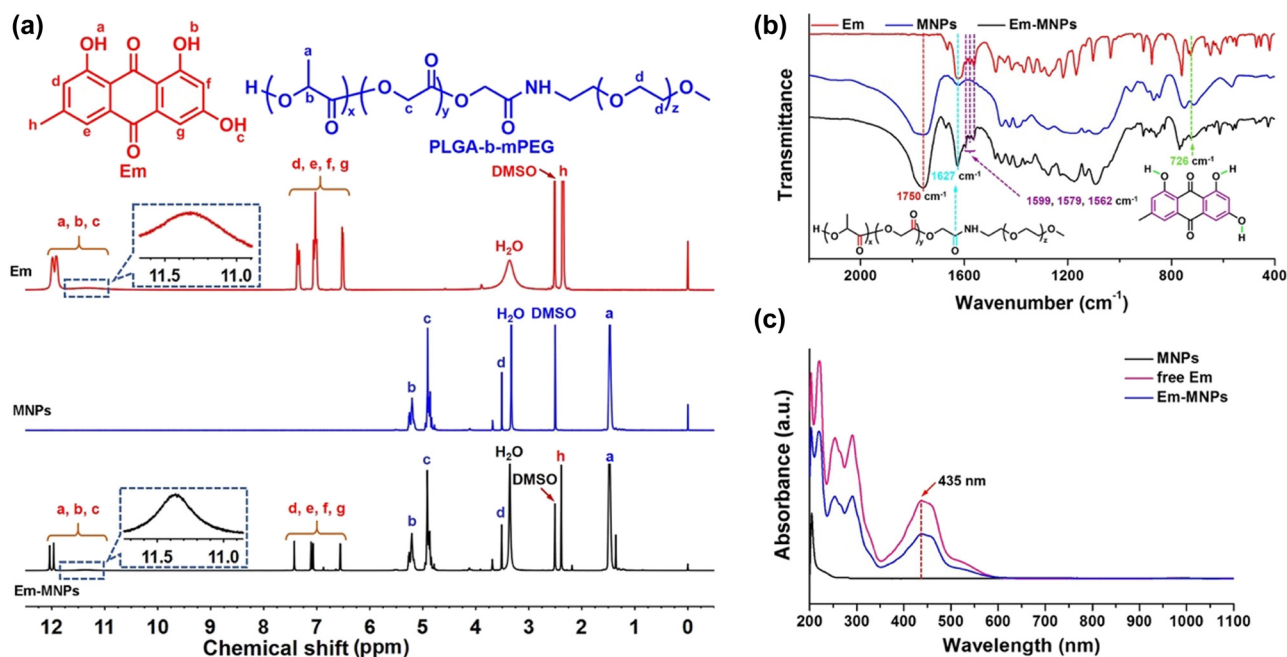 (a)
a
OH
O
b
OH
d
f
h
e
g
OH
c
O
Em
a
H
O
b
O
x
O
c
O
y
O
O
NH
O
d
d
O
z
PLGA-b-mPEG
a, b, c
11.5 11.0
d, e, f, g
DMSO
h
H2O
Em
b
c
d
H2O
DMSO
a
MNPs
a, b, c
11.5 11.0
d, e, f, g
b
c
d
H2O
DMSO
h
a
Em-MNPs
12 11 10 9 8 7 6 5 4 3 2 1 0
Chemical shift (ppm)
(b)
Em MNPs Em-MNPs
Transmittance
1750 cm-1
1627 cm-1
1599, 1579, 1562 cm-1
726 cm-1
H
O
O
x
O
O
y
O
O
NH
O
z
O
H
O
O
O
H
O
O
H
2000 1600 1200 800 400
Wavenumber (cm-1)
(c)
MNPs
free Em
Em-MNPs
435 nm
Absorbance (a.u.)
200 300 400 500 600 700 800 900 1000 1100
Wavelength (nm)